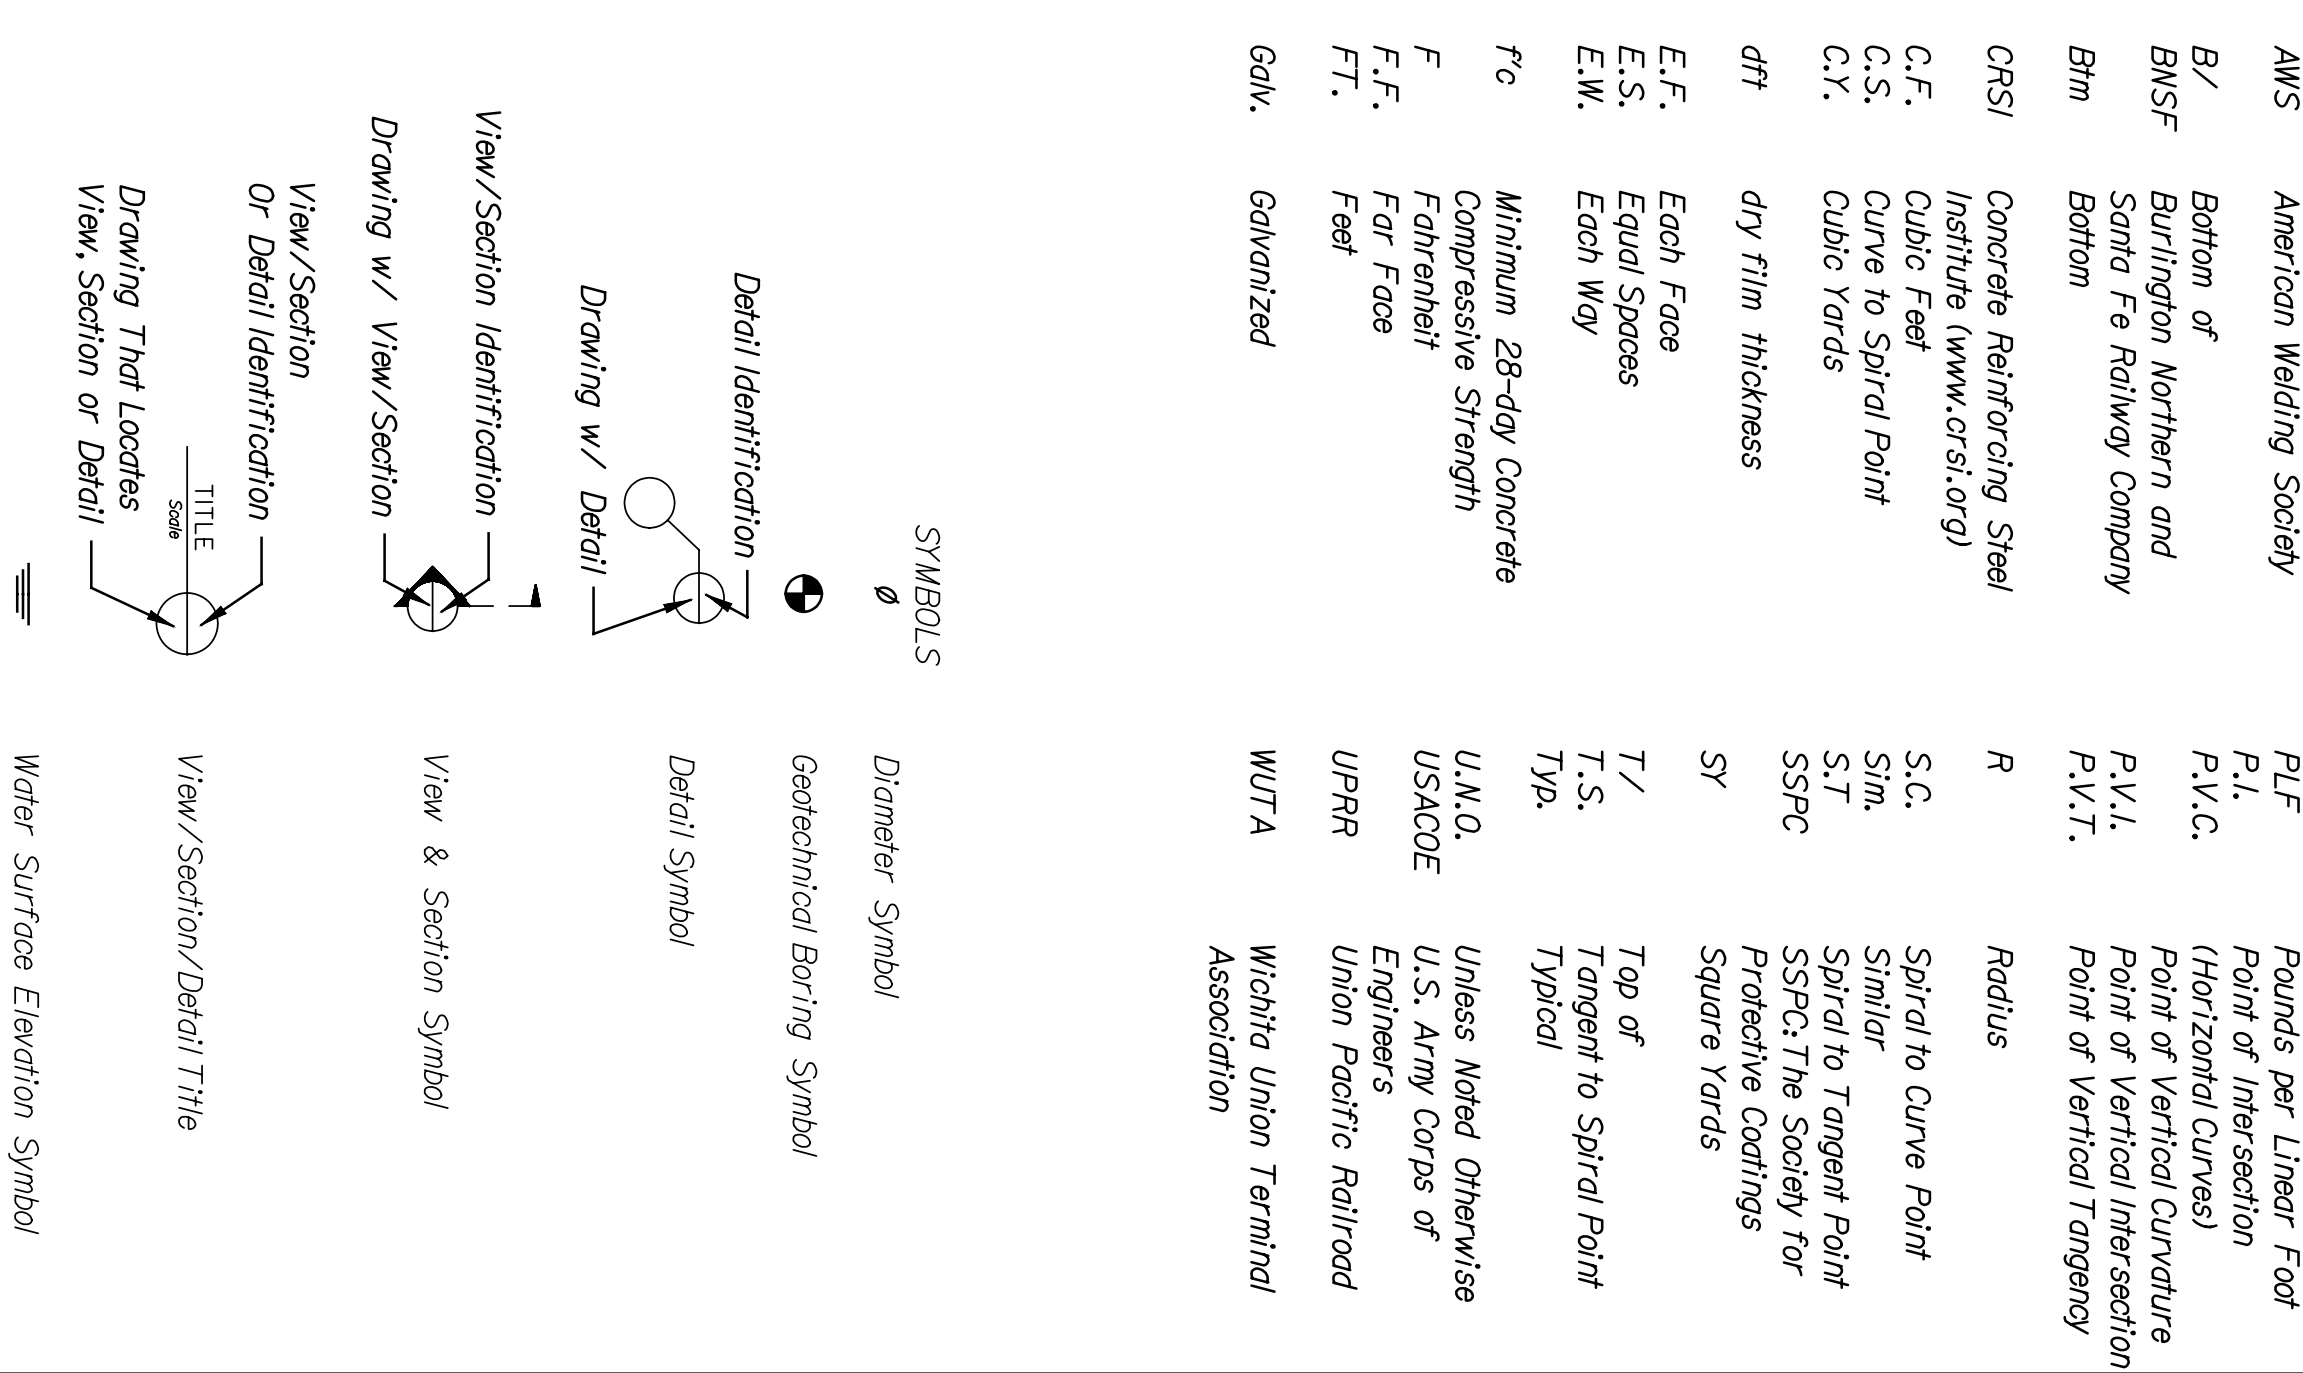 AWS American Welding Society
B/ Bottom of
BNSF Burlington Northern and
Santa Fe Railway Company
Btm Bottom
CRSI Concrete Reinforcing Steel
Institute (www.crsi.org)
C.F. Cubic Feet
C.S. Curve to Spiral Point
C.Y. Cubic Yards
dft dry film thickness
E.F. Each Face
E.S. Equal Spaces
E.W. Each Way
f'c Minimum 28-day Concrete
Compressive Strength
F Fahrenheit
F.F. Far Face
FT. Feet
Galv. Galvanized
PLF Pounds per Linear Foot
P.I. Point of Intersection
(Horizontal Curves)
P.V.C. Point of Vertical Curvature
P.V.I. Point of Vertical Intersection
P.V.T. Point of Vertical Tangency
R Radius
S.C. Spiral to Curve Point
Sim. Similar
S.T Spiral to Tangent Point
SSPC SSPC: The Society for
Protective Coatings
SY Square Yards
T/ Top of
T.S. Tangent to Spiral Point
Typ. Typical
U.N.O. Unless Noted Otherwise
USACOE U.S. Army Corps of
Engineers
UPRR Union Pacific Railroad
WUTA Wichita Union Terminal
Association
SYMBOLS
Ø Diameter Symbol
Geotechnical Boring Symbol
Detail Identification
Detail Symbol
Drawing w/ Detail
View/Section Identification
View & Section Symbol
Drawing w/ View/Section
View/Section
Or Detail Identification
TITLE
Scale
View/Section/Detail Title
Drawing That Locates
View, Section or Detail
Water Surface Elevation Symbol